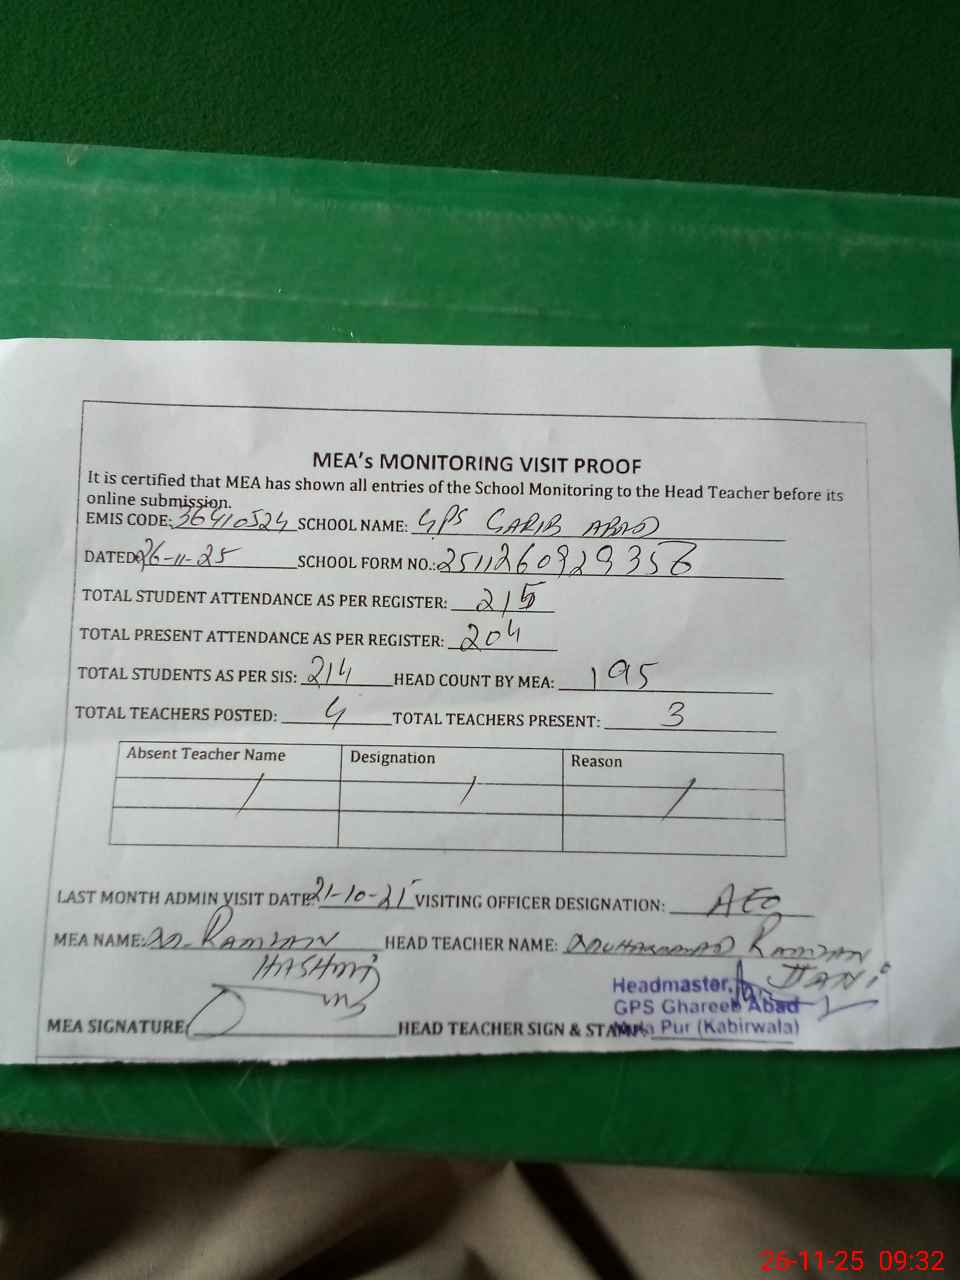 MEA's MONITORING VISIT PROOF
It is certified that MEA has shown all entries of the School Monitoring to the Head Teacher before its
online submission.
EMIS CODE: 36410524 SCHOOL NAME: GPS GARIB ABAD
DATED: 26-11-25 SCHOOL FORM NO.: 2511260929356
TOTAL STUDENT ATTENDANCE AS PER REGISTER: 215
TOTAL PRESENT ATTENDANCE AS PER REGISTER: 204
TOTAL STUDENTS AS PER SIS: 214 HEAD COUNT BY MEA: 195
TOTAL TEACHERS POSTED: 4 TOTAL TEACHERS PRESENT: 3
Absent Teacher Name Designation Reason
/ / /
LAST MONTH ADMIN VISIT DATE: 21-10-25 VISITING OFFICER DESIGNATION: AEO
MEA NAME: RAMZAN HEAD TEACHER NAME: MUHAMMAD RAMZAN
HASHMI
Headmaster,
GPS Ghareeb Abad
MEA SIGNATURE: HEAD TEACHER SIGN & STAMP: Pur (Kabirwala)
26-11-25 09:32